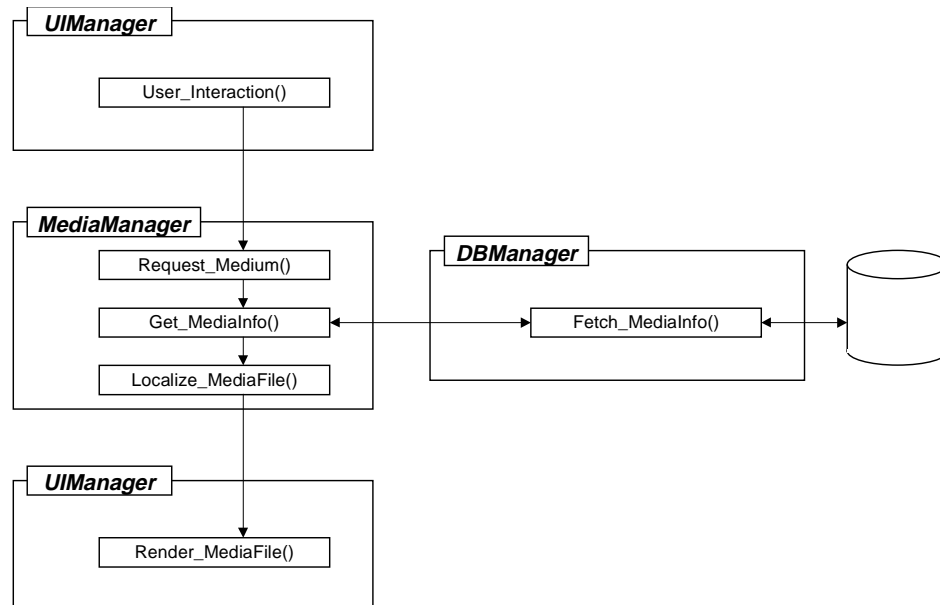 UIManager
User_Interaction()
MediaManager
Request_Medium()
Get_MediaInfo()
Localize_MediaFile()
DBManager
Fetch_MediaInfo()
UIManager
Render_MediaFile()